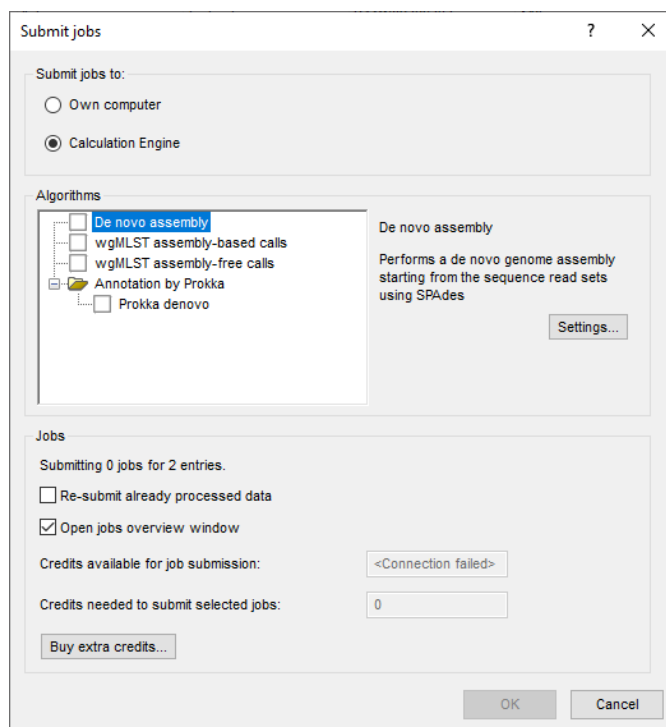 Submit jobs
?
Submit jobs to:
Own computer
Calculation Engine
Algorithms
De novo assembly
wgMLST assembly-based calls
wgMLST assembly-free calls
Annotation by Prokka
Prokka denovo
De novo assembly
Performs a de novo genome assembly
starting from the sequence read sets
using SPAdes
Settings...
Jobs
Submitting 0 jobs for 2 entries.
Re-submit already processed data
Open jobs overview window
Credits available for job submission: <Connection failed>
Credits needed to submit selected jobs: 0
Buy extra credits...
OK Cancel